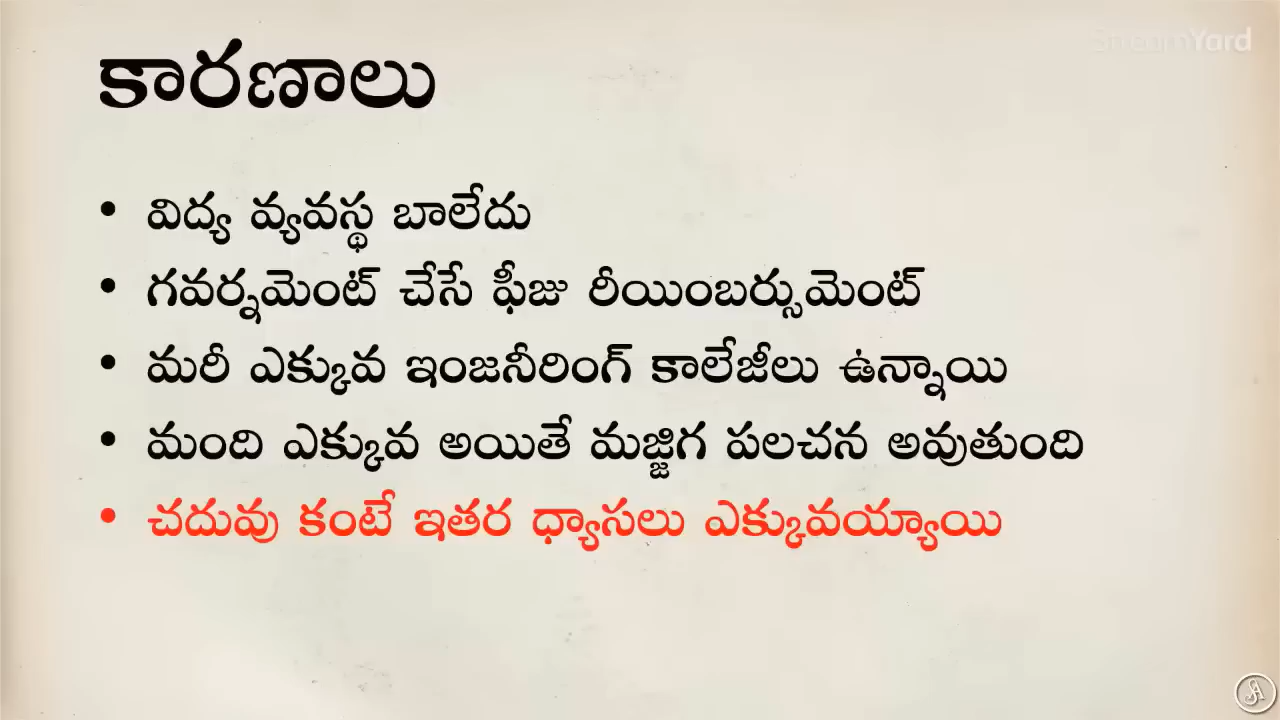 StreamYard
కారణాలు
• విద్య వ్యవస్థ బాలేదు
• గవర్నమెంట్ చేసే ఫీజు రీయింబర్సుమెంట్
• మరీ ఎక్కువ ఇంజనీరింగ్ కాలేజీలు ఉన్నాయి
• మంది ఎక్కువ అయితే మజ్జిగ పలచన అవుతుంది
• చదువు కంటే ఇతర ధ్యాసలు ఎక్కువయ్యాయి